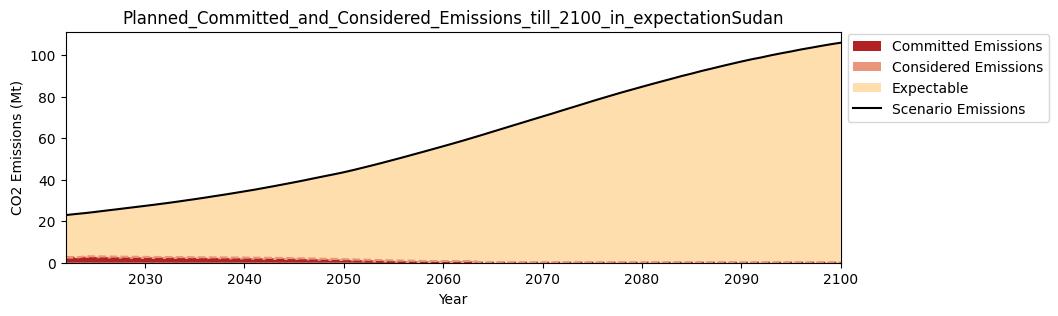 Planned_Committed_and_Considered_Emissions_till_2100_in_expectationSudan
CO2 Emissions (Mt)
100
80
60
40
20
0
2030
2040
2050
2060
2070
2080
2090
2100
Year
Committed Emissions
Considered Emissions
Expectable
Scenario Emissions